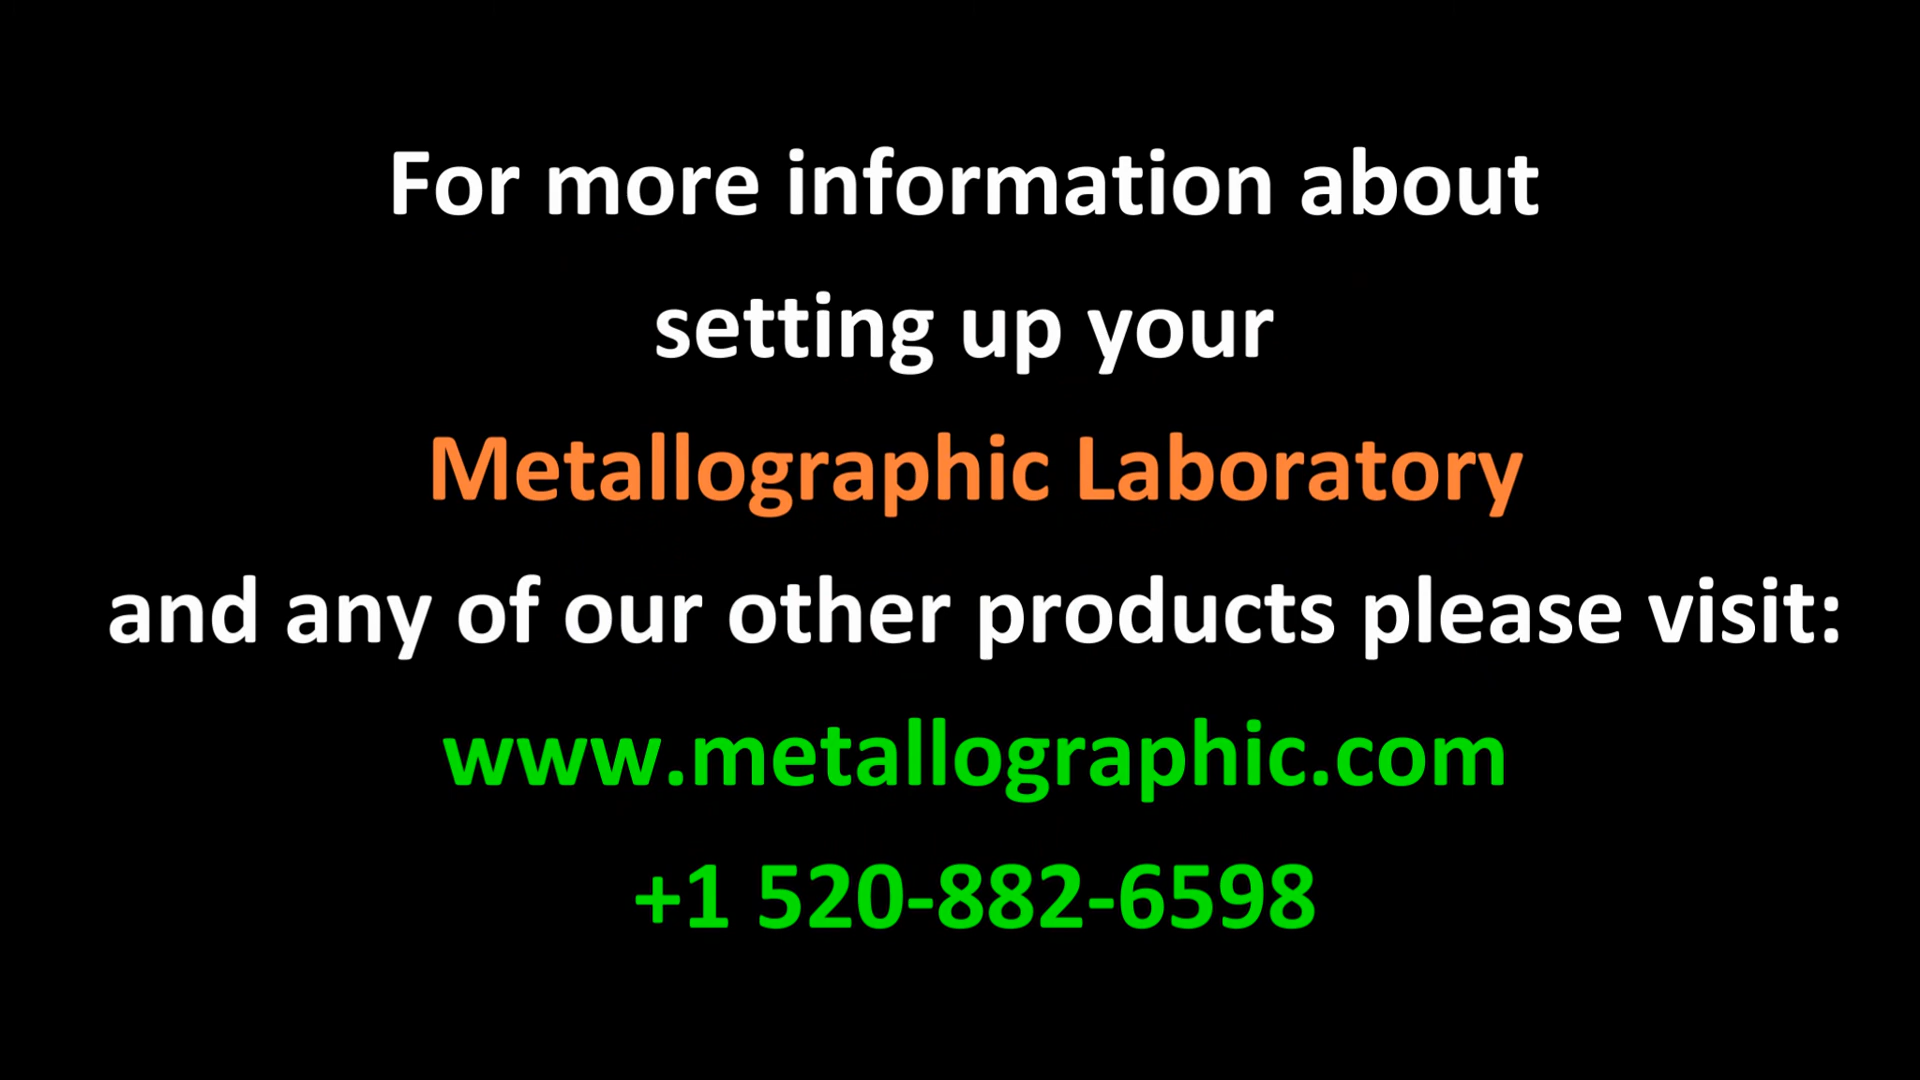 For more information about
setting up your
Metallographic Laboratory
and any of our other products please visit:
www.metallographic.com
+1 520-882-6598